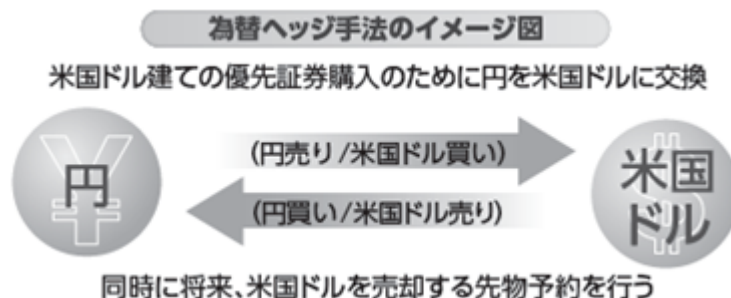 為替ヘッジ手法のイメージ図
米国ドル建ての優先証券購入のために円を米国ドルに交換
(円売り/米国ドル買い)
円
米国
ドル
(円買い/米国ドル売り)
同時に将来、米国ドルを売却する先物予約を行う